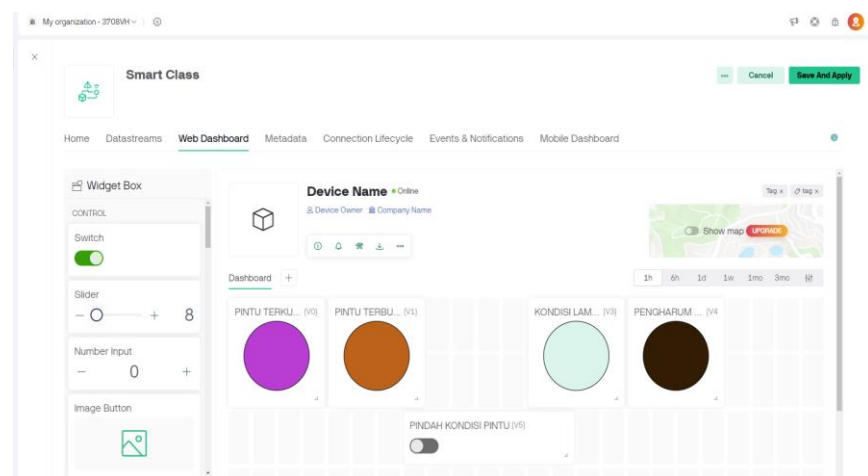 My organization - 3708VH
Smart Class
Cancel
Save And Apply
Home Datastreams Web Dashboard Metadata Connection Lifecycle Events & Notifications Mobile Dashboard
Widget Box
CONTROL
Switch
Slider
8
Number Input
0
Image Button
Device Name Online
Device Owner Company Name
Tag × tag ×
Show map UPGRADE
Dashboard +
1h 6h 1d 1w 1mo 3mo
PINTU TERKU... (V0) PINTU TERBU... (V1) KONDISI LAM... (V3) PENGHARUM ... (V4
PINDAH KONDISI PINTU (V5)